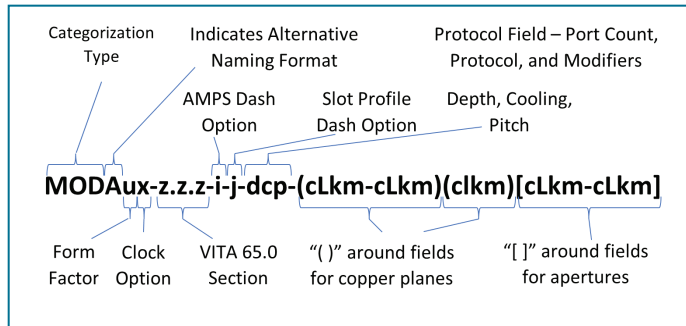 Categorization
Type
Indicates Alternative
Naming Format
Protocol Field – Port Count,
Protocol, and Modifiers
AMPS Dash
Option
Slot Profile
Dash Option
Depth, Cooling,
Pitch
MODAux-z.z.z-i-j-dcp-(cLkm-cLkm)(clkm)[cLkm-cLkm]
Form
Factor
Clock
Option
VITA 65.0
Section
“( )” around fields
for copper planes
“[ ]” around fields
for apertures